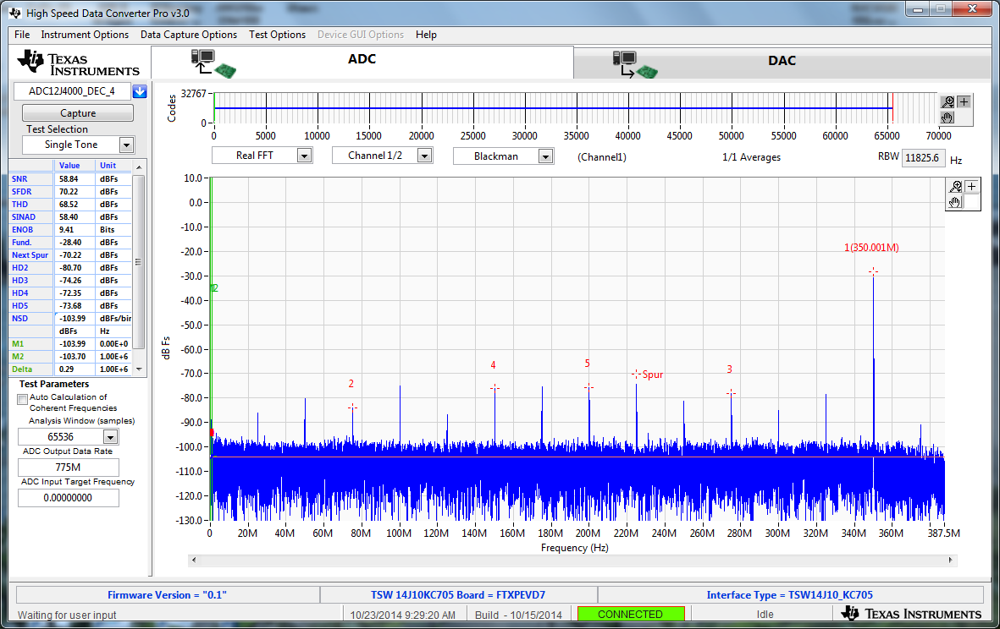 High Speed Data Converter Pro v3.0
File Instrument Options Data Capture Options Test Options Device GUI Options Help
TEXAS INSTRUMENTS
ADC
DAC
ADC12J4000_DEC_4
Capture
Test Selection
Single Tone
Value Unit
SNR 58.84 dBFs
SFDR 70.22 dBFs
THD 68.52 dBFs
SINAD 58.40 dBFs
ENOB 9.41 Bits
Fund. -28.40 dBFs
Next Spur -70.22 dBFs
HD2 -80.70 dBFs
HD3 -74.26 dBFs
HD4 -72.35 dBFs
HD5 -73.68 dBFs
NSD -103.99 dBFs/bin
dBFs Hz
M1 -103.99 0.00E+0
M2 -103.70 1.00E+6
Delta 0.29 1.00E+6
Test Parameters
Auto Calculation of
Coherent Frequencies
Analysis Window (samples)
65536
ADC Output Data Rate
775M
ADC Input Target Frequency
0.00000000
Codes
32767
0
0 5000 10000 15000 20000 25000 30000 35000 40000 45000 50000 55000 60000 65000 70000
Real FFT Channel 1/2 Blackman (Channel1) 1/1 Averages RBW 11825.6 Hz
dB Fs
10.0
0.0
-10.0
-20.0
-30.0
-40.0
-50.0
-60.0
-70.0
-80.0
-90.0
-100.0
-110.0
-120.0
-130.0
1(350.001M)
2
4
5
Spur
3
0 20M 40M 60M 80M 100M 120M 140M 160M 180M 200M 220M 240M 260M 280M 300M 320M 340M 360M 387.5M
Frequency (Hz)
Firmware Version = "0.1" TSW 14J10KC705 Board = FTXPEVD7 Interface Type = TSW14J10_KC705
Waiting for user input 10/23/2014 9:29:20 AM Build - 10/15/2014 CONNECTED Idle TEXAS INSTRUMENTS